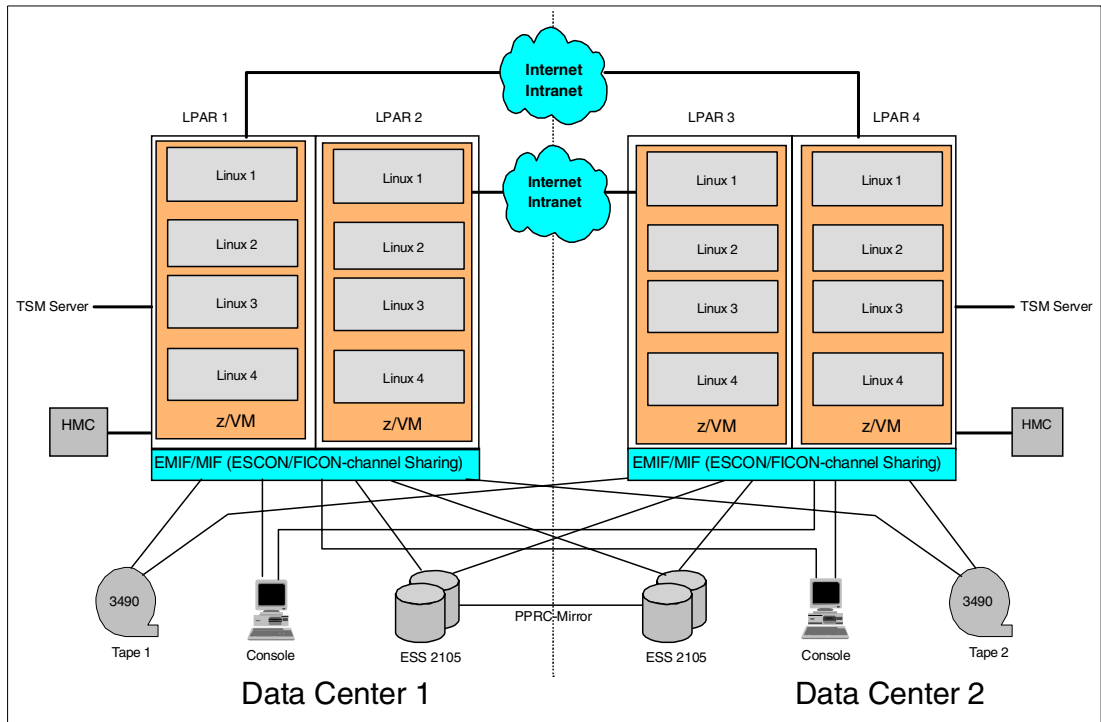 Internet
Intranet
LPAR 1
LPAR 2
LPAR 3
LPAR 4
Linux 1
Linux 2
Linux 3
Linux 4
z/VM
Linux 1
Linux 2
Linux 3
Linux 4
z/VM
Internet
Intranet
Linux 1
Linux 2
Linux 3
Linux 4
z/VM
Linux 1
Linux 2
Linux 3
Linux 4
z/VM
TSM Server
TSM Server
HMC
HMC
EMIF/MIF (ESCON/FICON-channel Sharing)
EMIF/MIF (ESCON/FICON-channel Sharing)
3490
Tape 1
Console
ESS 2105
PPRC-Mirror
ESS 2105
Console
3490
Tape 2
Data Center 1
Data Center 2